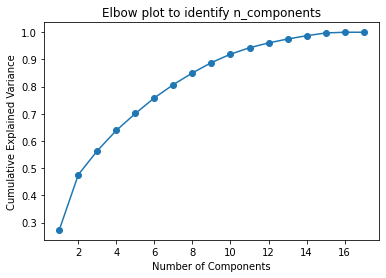 Elbow plot to identify n_components
Cumulative Explained Variance
1.0
0.9
0.8
0.7
0.6
0.5
0.4
0.3
2 4 6 8 10 12 14 16
Number of Components